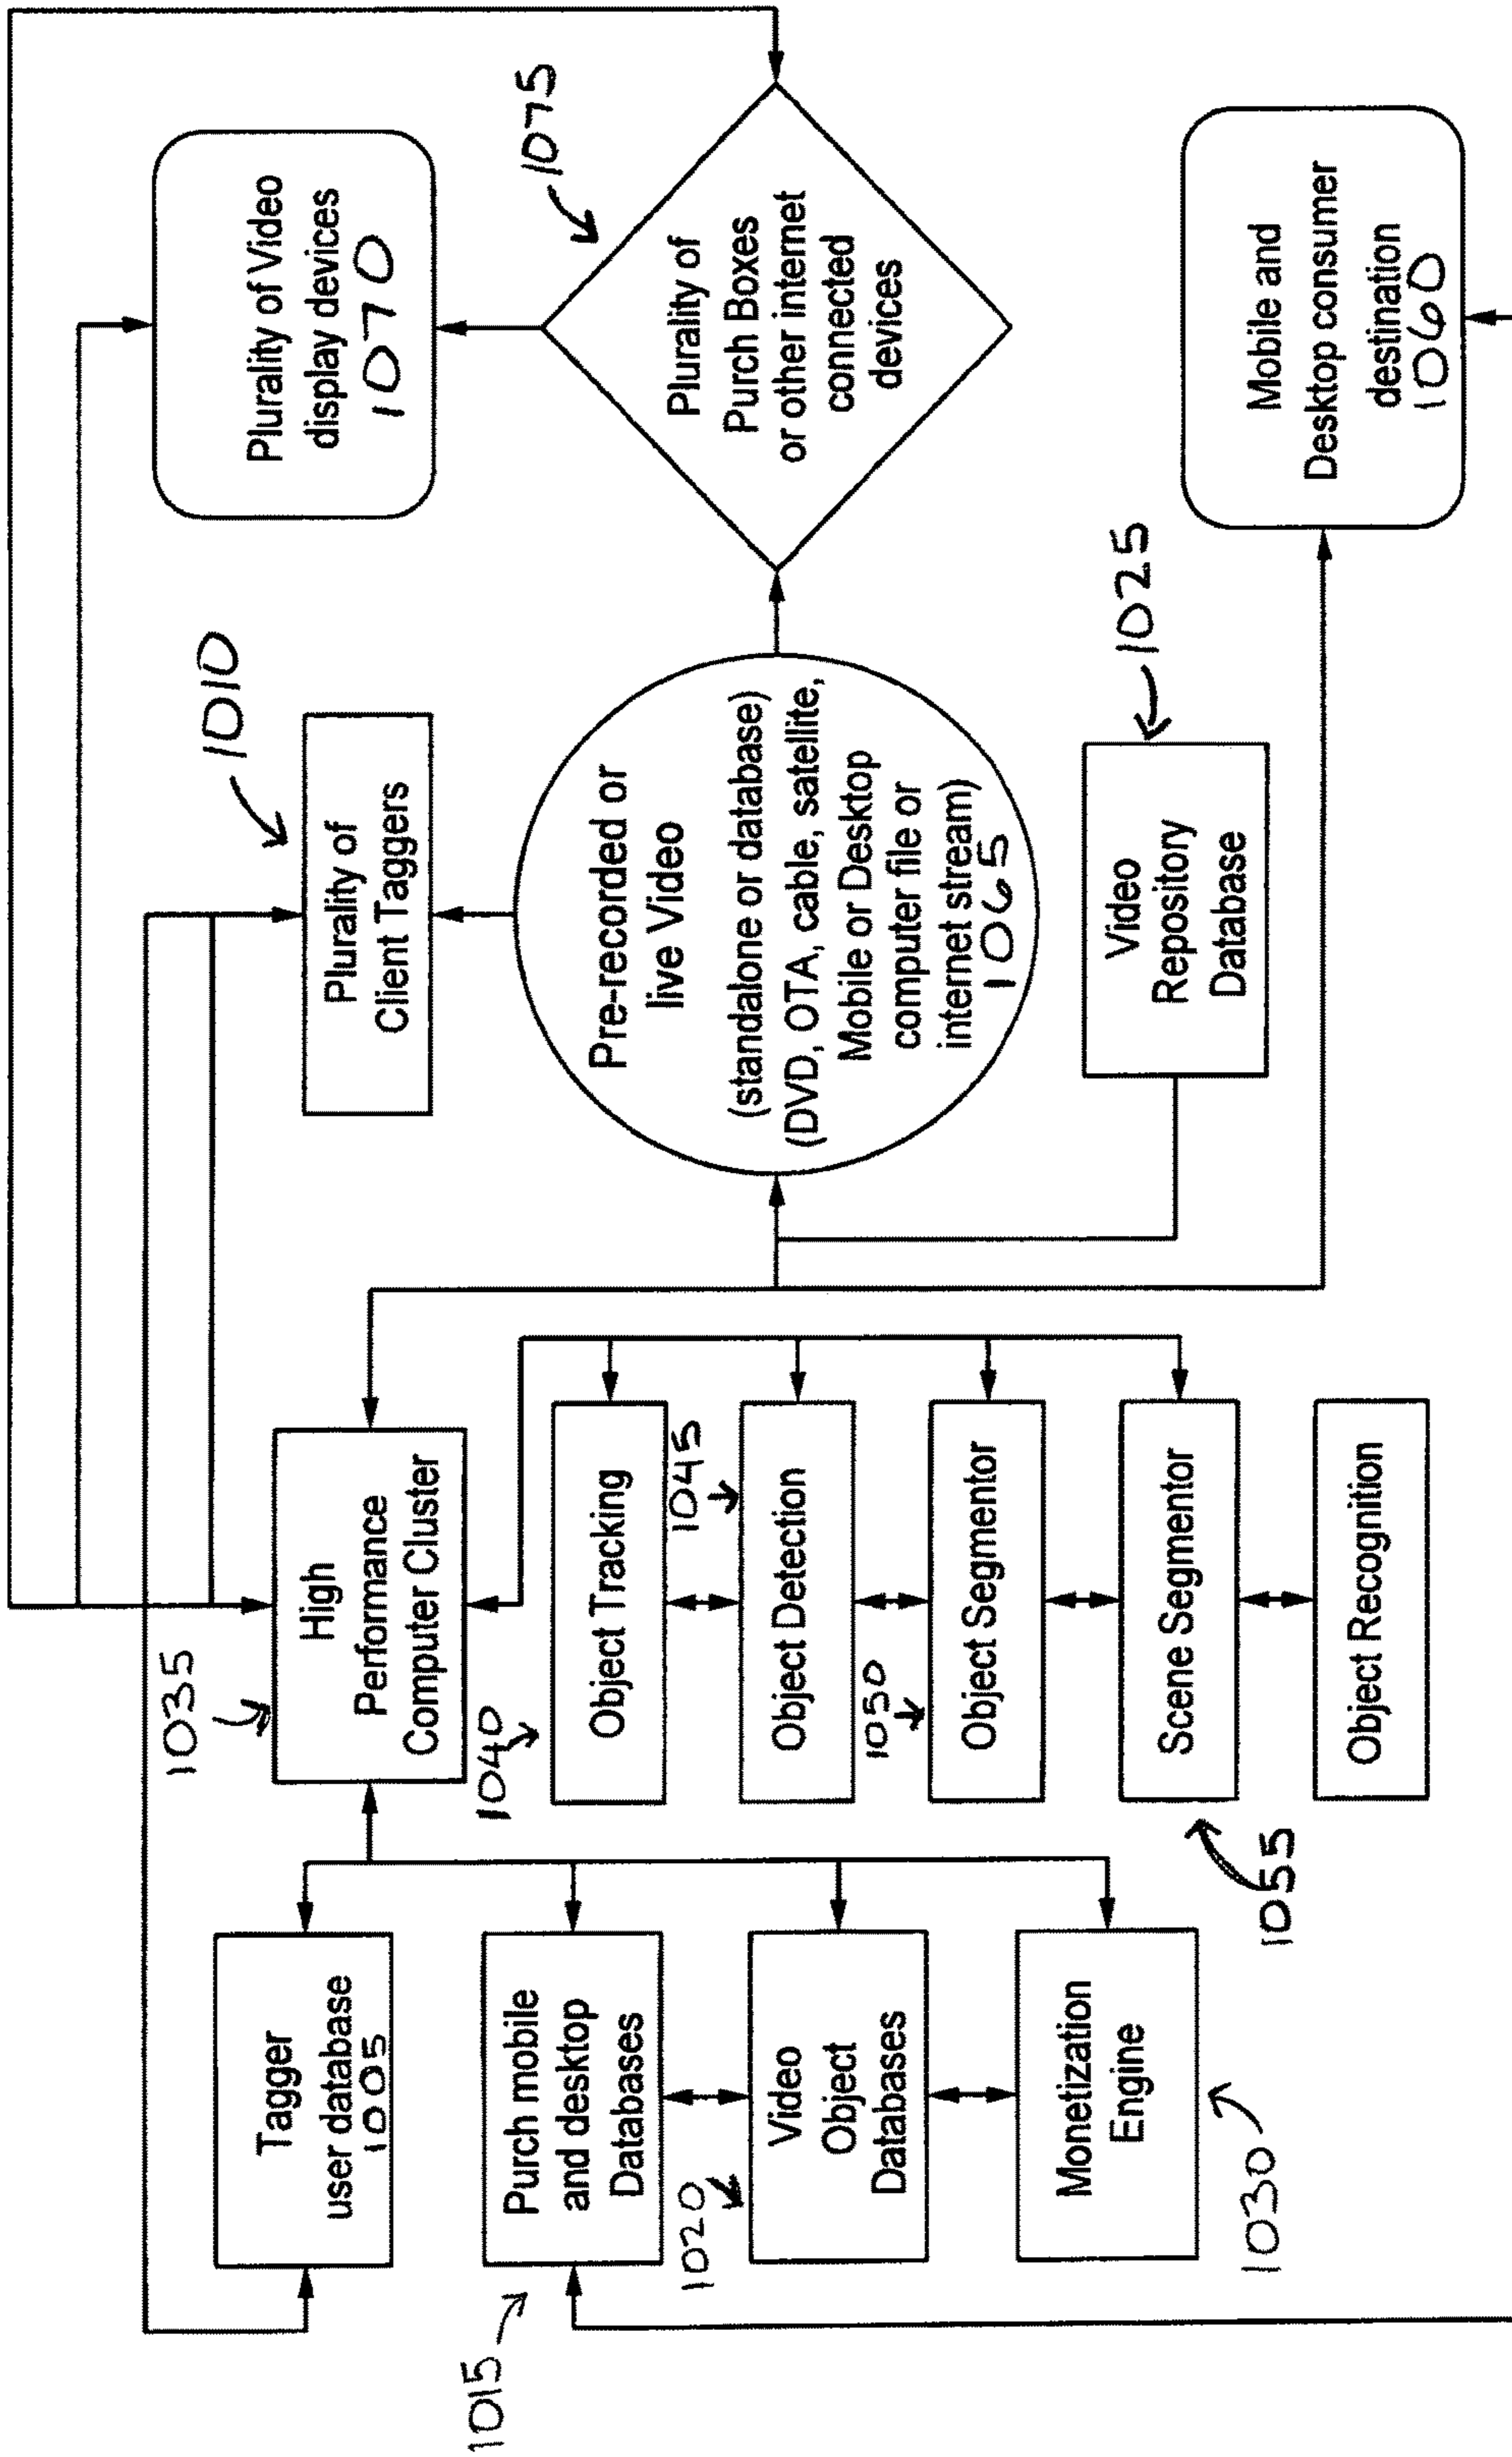 Tagger
user database
1005
Purch mobile
and desktop
Databases
1015
Video
Object
Databases
1020
Monetization
Engine
1030
High
Performance
Computer Cluster
1035
Object Tracking
1040
Object Detection
1045
Object Segmentor
1050
Scene Segmentor
1055
Object Recognition
Plurality of
Client Taggers
1010
Pre-recorded or
live Video
(standalone or database)
(DVD, OTA, cable, satellite,
Mobile or Desktop
computer file or
internet stream)
1065
Video
Repository
Database
1025
Plurality of Video
display devices
1070
Plurality of
Purch Boxes
or other internet
connected
devices
1075
Mobile and
Desktop consumer
destination
1060